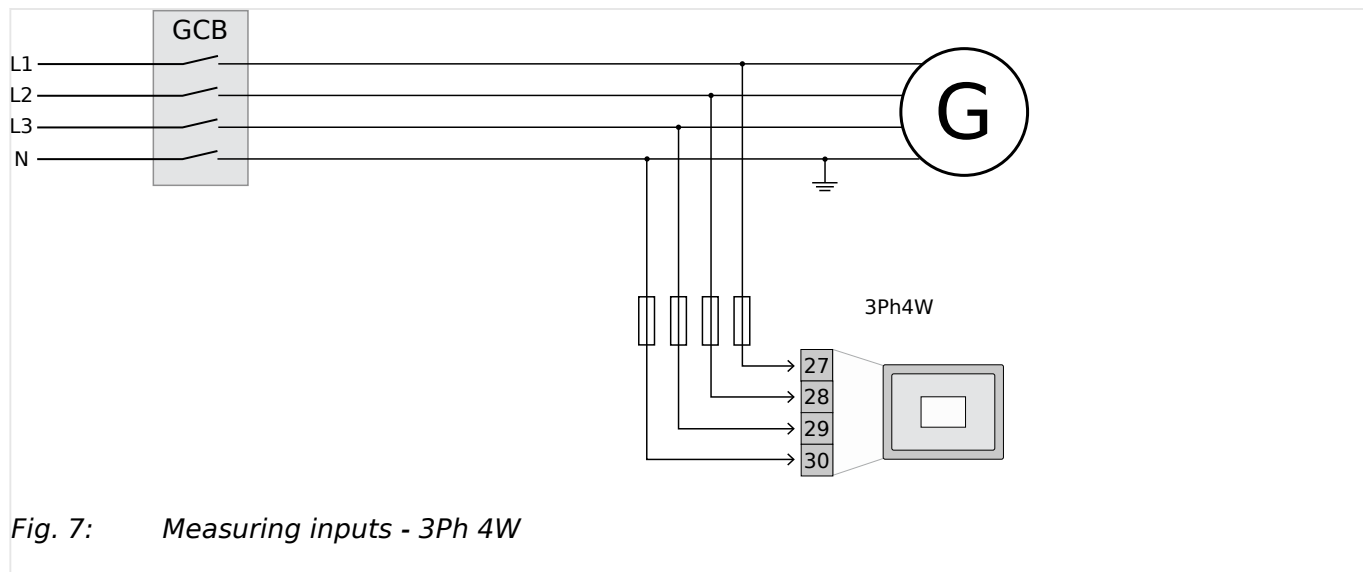 GCB
L1
L2
L3
N
G
3Ph4W
27
28
29
30
Fig. 7: Measuring inputs - 3Ph 4W